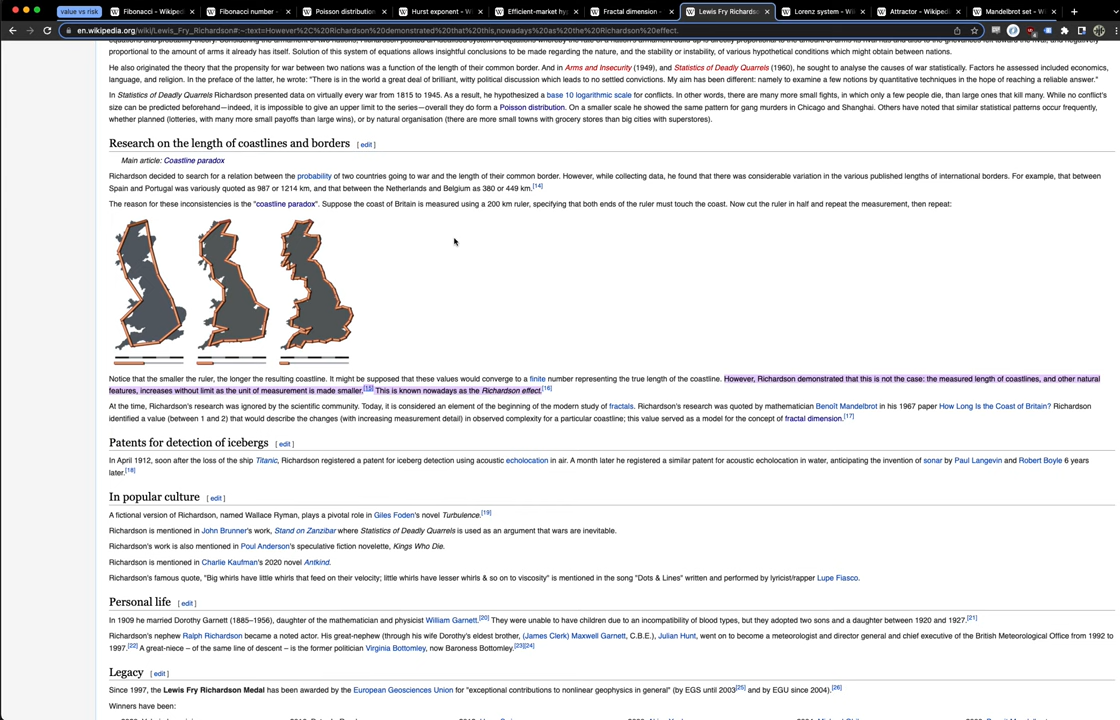 value vs risk
Fibonacci - Wikiped
Fibonacci number -
Poisson distribution
Hurst exponent - Wi
Efficient-market hy
Fractal dimension -
Lewis Fry Richards
Lorenz system - Wi
Attractor - Wikiped
Mandelbrot set - Wi
en.wikipedia.org/wiki/Lewis_Fry_Richardson#:~:text=However%2C%20Richardson%20demonstrated%20that%20this,nowadays%20as%20the%20Richardson%20effect.
proportional to the amount of arms it already has itself. Solution of this system of equations allows insightful conclusions to be made regarding the nature, and the stability or instability, of various hypothetical conditions which might obtain between nations.
He also originated the theory that the propensity for war between two nations was a function of the length of their common border. And in Arms and Insecurity (1949), and Statistics of Deadly Quarrels (1960), he sought to analyse the causes of war statistically. Factors he assessed included economics,
language, and religion. In the preface of the latter, he wrote: "There is in the world a great deal of brilliant, witty political discussion which leads to no settled convictions. My aim has been different: namely to examine a few notions by quantitative techniques in the hope of reaching a reliable answer."
In Statistics of Deadly Quarrels Richardson presented data on virtually every war from 1815 to 1945. As a result, he hypothesized a base 10 logarithmic scale for conflicts. In other words, there are many more small fights, in which only a few people die, than large ones that kill many. While no conflict's
size can be predicted beforehand—indeed, it is impossible to give an upper limit to the series—overall they do form a Poisson distribution. On a smaller scale he showed the same pattern for gang murders in Chicago and Shanghai. Others have noted that similar statistical patterns occur frequently,
whether planned (lotteries, with many more small payoffs than large wins), or by natural organisation (there are more small towns with grocery stores than big cities with superstores).
Research on the length of coastlines and borders [ edit ]
Main article: Coastline paradox
Richardson decided to search for a relation between the probability of two countries going to war and the length of their common border. However, while collecting data, he found that there was considerable variation in the various published lengths of international borders. For example, that between
Spain and Portugal was variously quoted as 987 or 1214 km, and that between the Netherlands and Belgium as 380 or 449 km.[14]
The reason for these inconsistencies is the "coastline paradox". Suppose the coast of Britain is measured using a 200 km ruler, specifying that both ends of the ruler must touch the coast. Now cut the ruler in half and repeat the measurement, then repeat:
Notice that the smaller the ruler, the longer the resulting coastline. It might be supposed that these values would converge to a finite number representing the true length of the coastline. However, Richardson demonstrated that this is not the case: the measured length of coastlines, and other natural
features, increases without limit as the unit of measurement is made smaller.[15] This is known nowadays as the Richardson effect.[16]
At the time, Richardson's research was ignored by the scientific community. Today, it is considered an element of the beginning of the modern study of fractals. Richardson's research was quoted by mathematician Benoît Mandelbrot in his 1967 paper How Long Is the Coast of Britain? Richardson
identified a value (between 1 and 2) that would describe the changes (with increasing measurement detail) in observed complexity for a particular coastline; this value served as a model for the concept of fractal dimension.[17]
Patents for detection of icebergs [ edit ]
In April 1912, soon after the loss of the ship Titanic, Richardson registered a patent for iceberg detection using acoustic echolocation in air. A month later he registered a similar patent for acoustic echolocation in water, anticipating the invention of sonar by Paul Langevin and Robert Boyle 6 years
later.[18]
In popular culture [ edit ]
A fictional version of Richardson, named Wallace Ryman, plays a pivotal role in Giles Foden's novel Turbulence.[19]
Richardson is mentioned in John Brunner's work, Stand on Zanzibar where Statistics of Deadly Quarrels is used as an argument that wars are inevitable.
Richardson's work is also mentioned in Poul Anderson's speculative fiction novelette, Kings Who Die.
Richardson is mentioned in Charlie Kaufman's 2020 novel Antkind.
Richardson's famous quote, "Big whirls have little whirls that feed on their velocity; little whirls have lesser whirls & so on to viscosity" is mentioned in the song "Dots & Lines" written and performed by lyricist/rapper Lupe Fiasco.
Personal life [ edit ]
In 1909 he married Dorothy Garnett (1885–1956), daughter of the mathematician and physicist William Garnett.[20] They were unable to have children due to an incompatibility of blood types, but they adopted two sons and a daughter between 1920 and 1927.[21]
Richardson's nephew Ralph Richardson became a noted actor. His great-nephew (through his wife Dorothy's eldest brother, (James Clerk) Maxwell Garnett, C.B.E.), Julian Hunt, went on to become a meteorologist and director general and chief executive of the British Meteorological Office from 1992 to
1997.[22] A great-niece – of the same line of descent – is the former politician Virginia Bottomley, now Baroness Bottomley.[23][24]
Legacy [ edit ]
Since 1997, the Lewis Fry Richardson Medal has been awarded by the European Geosciences Union for "exceptional contributions to nonlinear geophysics in general" (by EGS until 2003[25] and by EGU since 2004).[26]
Winners have been: